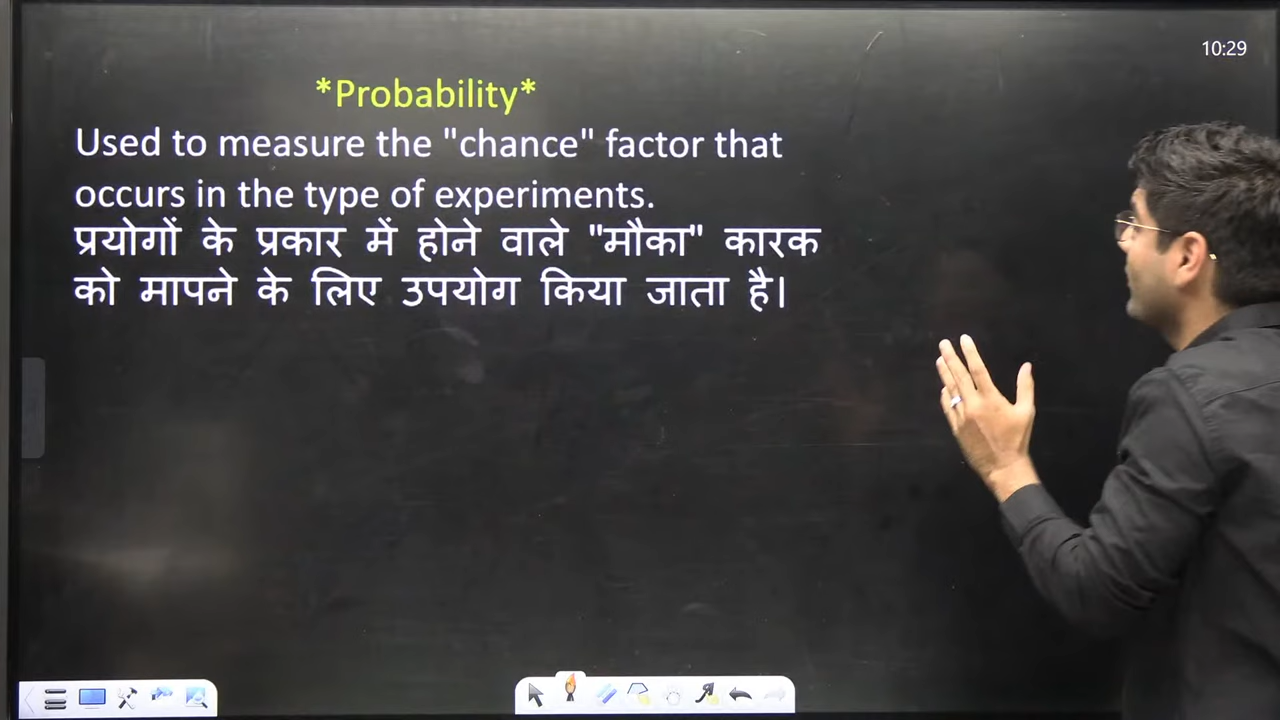 10:29
*Probability*
Used to measure the "chance" factor that
occurs in the type of experiments.
प्रयोगों के प्रकार में होने वाले "मौका" कारक
को मापने के लिए उपयोग किया जाता है।